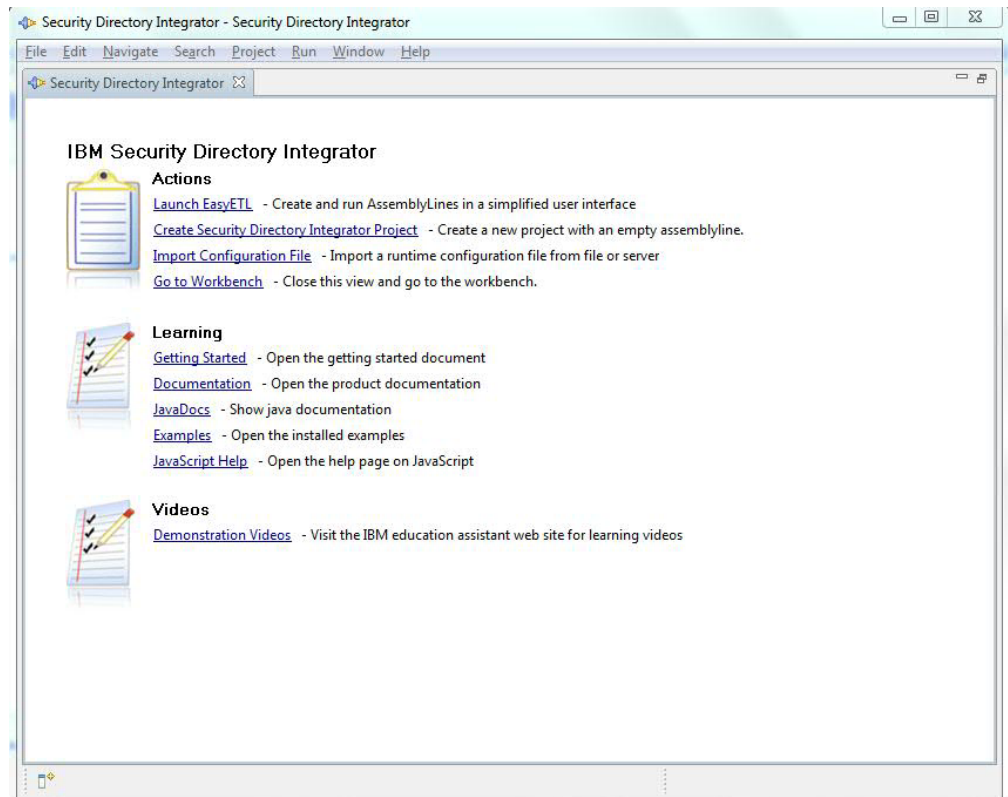 Security Directory Integrator - Security Directory Integrator
File Edit Navigate Search Project Run Window Help
Security Directory Integrator
IBM Security Directory Integrator
Actions
Launch EasyETL - Create and run AssemblyLines in a simplified user interface
Create Security Directory Integrator Project - Create a new project with an empty assemblyline.
Import Configuration File - Import a runtime configuration file from file or server
Go to Workbench - Close this view and go to the workbench.
Learning
Getting Started - Open the getting started document
Documentation - Open the product documentation
JavaDocs - Show java documentation
Examples - Open the installed examples
JavaScript Help - Open the help page on JavaScript
Videos
Demonstration Videos - Visit the IBM education assistant web site for learning videos